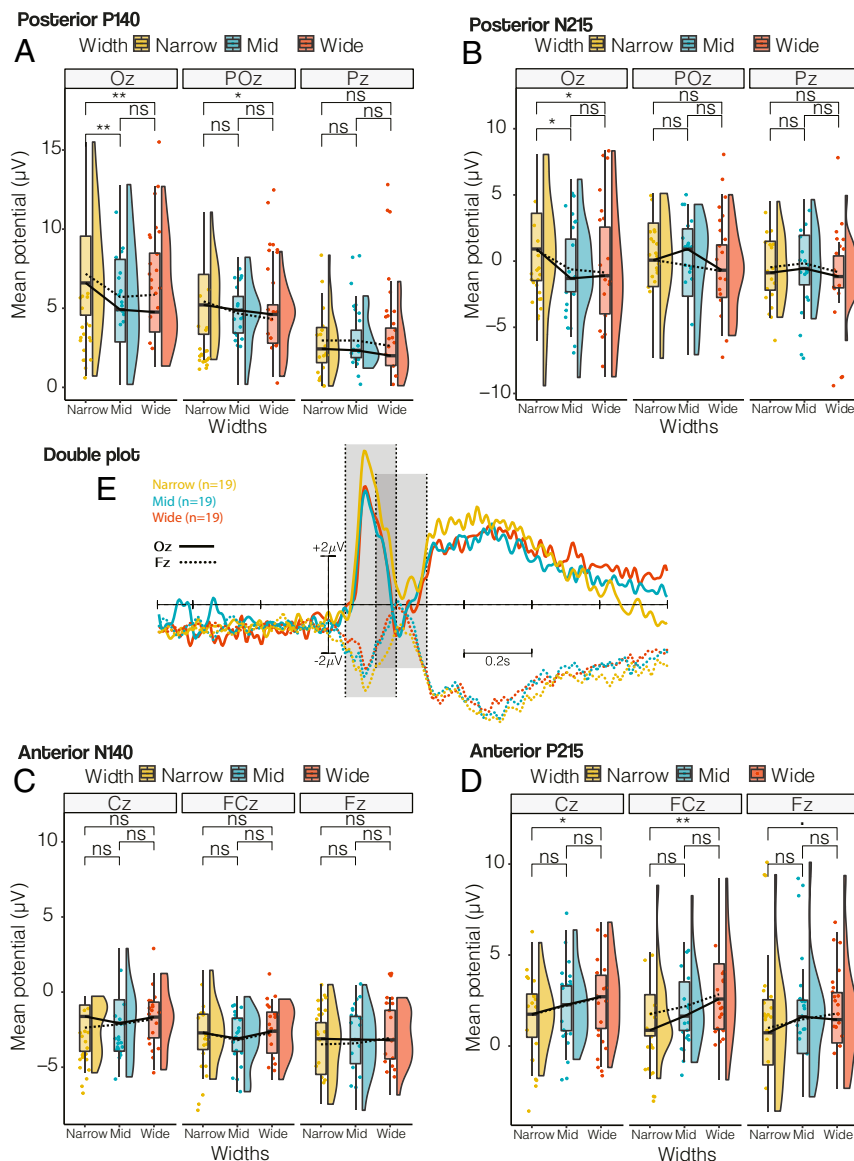 Posterior P140
A
Width Narrow Mid Wide
Oz POz Pz
** * ns
ns ns ns
** ns ns
15
10
5
0
Mean potential (µV)
Narrow Mid Wide Narrow Mid Wide Narrow Mid Wide
Widths
Posterior N215
B
Width Narrow Mid Wide
Oz POz Pz
* ns ns
ns ns ns
* ns ns
10
5
0
−5
−10
Mean potential (µV)
Narrow Mid Wide Narrow Mid Wide Narrow Mid Wide
Widths
Double plot
E
Narrow (n=19)
Mid (n=19)
Wide (n=19)
Oz
Fz
+2µV
-2µV
0.2s
Anterior N140
C
Width Narrow Mid Wide
Cz FCz Fz
ns ns ns
ns ns ns
ns ns ns
10
5
0
−5
Mean potential (µV)
Narrow Mid Wide Narrow Mid Wide Narrow Mid Wide
Widths
Anterior P215
D
Width Narrow Mid Wide
Cz FCz Fz
* ** .
ns ns ns
ns ns ns
10
5
0
Mean potential (µV)
Narrow Mid Wide Narrow Mid Wide Narrow Mid Wide
Widths